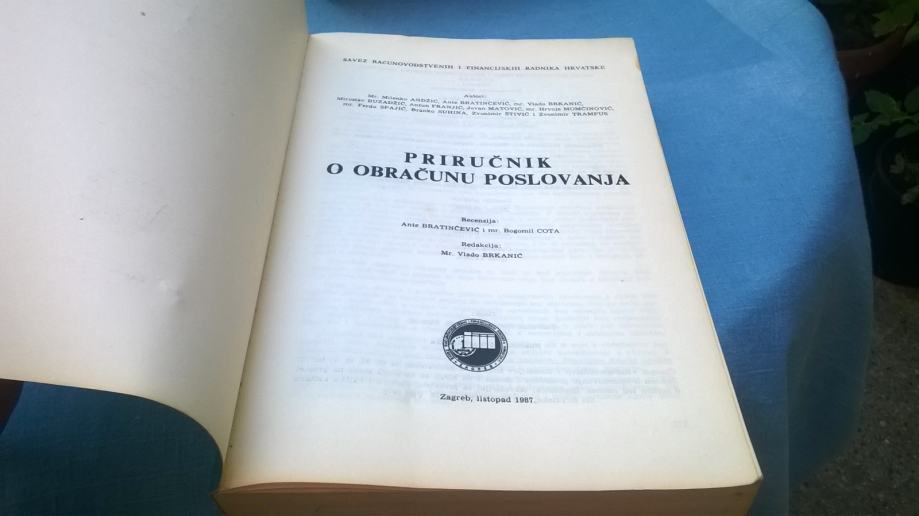 SAVEZ RAČUNOVODSTVENIH I FINANCIJSKIH RADNIKA HRVATSKE
Autori:
Mr. Milenko ANDŽIĆ, Ante BRATINČEVIĆ, mr. Vlado BRKANIĆ,
Miroslav BUZADŽIĆ, Antun FRANJIĆ, Jovan MATOVIĆ, mr. Hrvoje MOMČINOVIĆ,
mr. Ferdo SPAJIĆ, Branko SUHINA, Zvonimir ŠTIVIĆ i Zvonimir TRAMPUS
PRIRUČNIK
O OBRAČUNU POSLOVANJA
Recenzija:
Ante BRATINČEVIĆ i mr. Bogomil COTA
Redakcija:
Mr. Vlado BRKANIĆ
Zagreb, listopad 1987.